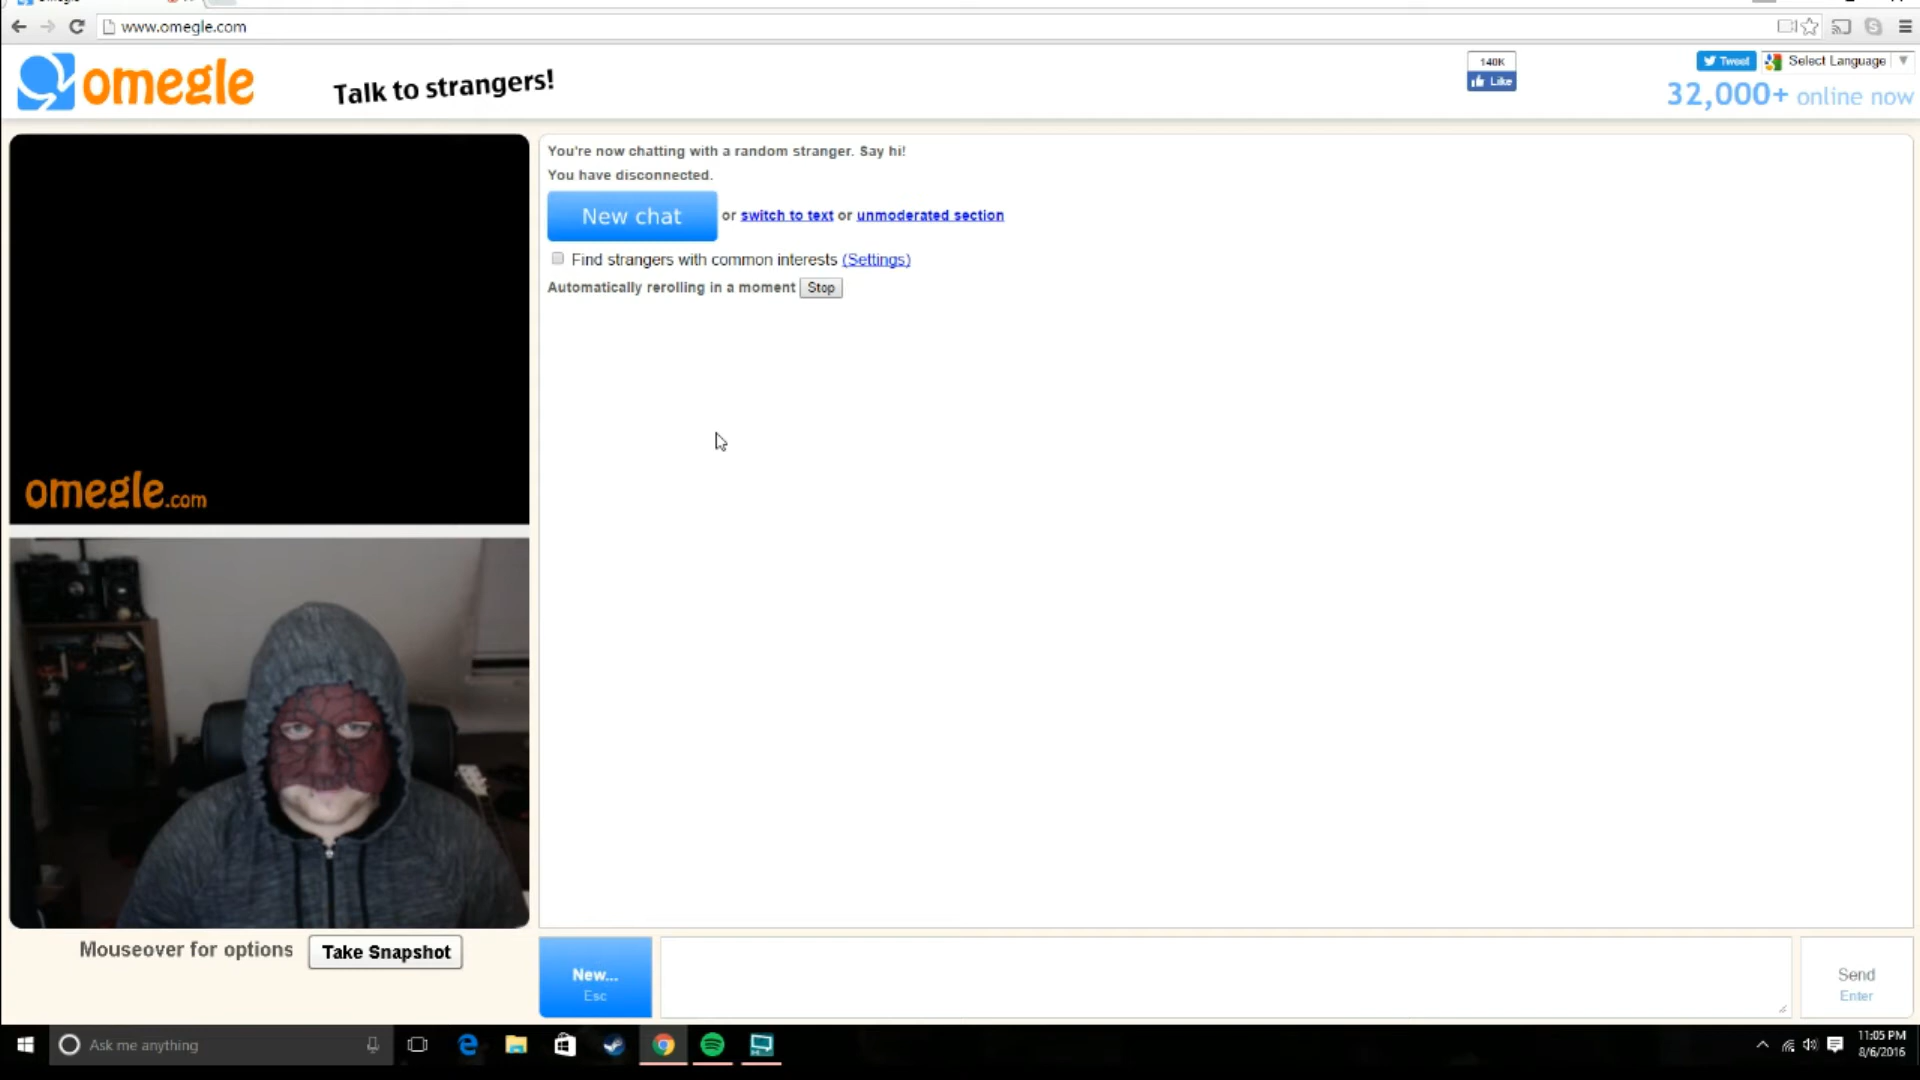 www.omegle.com
omegle
Talk to strangers!
140K
Like
Tweet
Select Language
32,000+ online now
You're now chatting with a random stranger. Say hi!
You have disconnected.
New chat or switch to text or unmoderated section
Find strangers with common interests (Settings)
Automatically rerolling in a moment Stop
omegle.com
Mouseover for options
Take Snapshot
New...
Esc
Send
Enter
Ask me anything
11:05 PM
8/6/2016